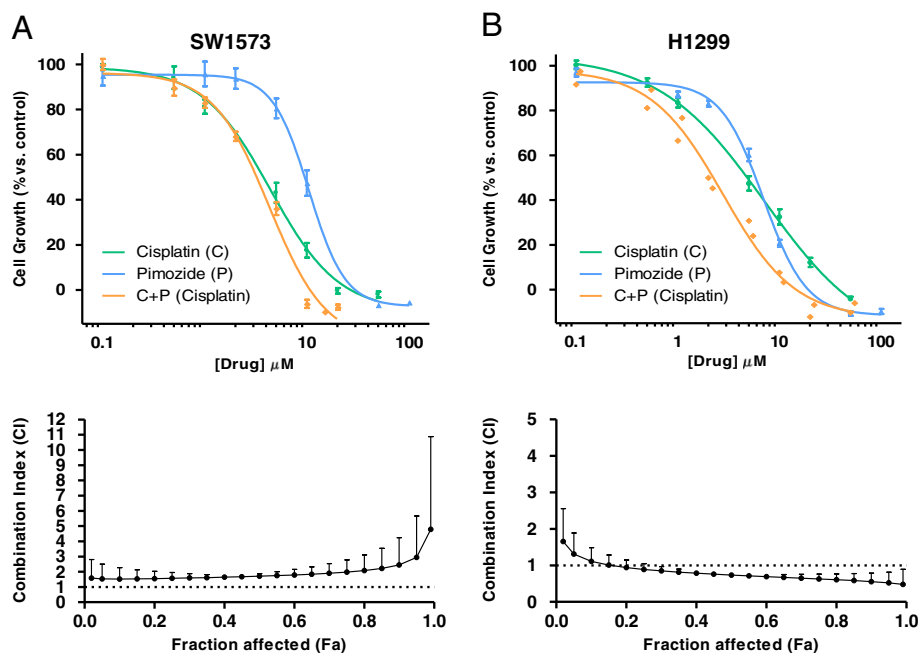 A
SW1573
100
80
60
40
20
0
Cell Growth (% vs. control)
Cisplatin (C)
Pimozide (P)
C+P (Cisplatin)
0.1
1
10
100
[Drug] μM
B
H1299
100
80
60
40
20
0
Cell Growth (% vs. control)
Cisplatin (C)
Pimozide (P)
C+P (Cisplatin)
0.1
1
10
100
[Drug] μM
12
11
10
9
8
7
6
5
4
3
2
1
1
0
Combination Index (CI)
0.0
0.2
0.4
0.6
0.8
1.0
Fraction affected (Fa)
5
4
3
2
1
1
0
Combination Index (CI)
0.0
0.2
0.4
0.6
0.8
1.0
Fraction affected (Fa)